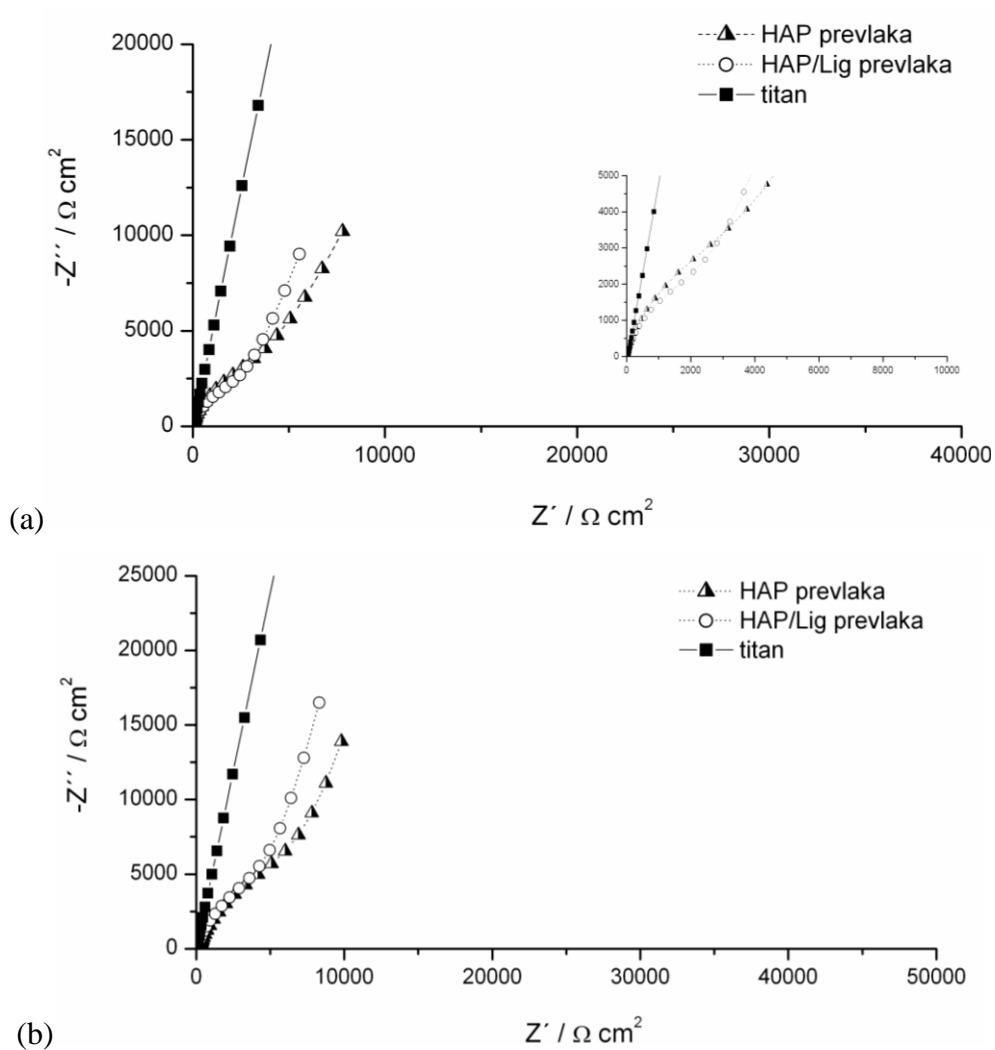 20000
15000
10000
5000
0
-Z´´ / Ω cm²
HAP prevlaka
HAP/Lig prevlaka
titan
5000
4000
3000
2000
1000
0
0 2000 4000 6000 8000 10000
0 10000 20000 30000 40000
Z´ / Ω cm²
(a)
25000
20000
15000
10000
5000
0
-Z´´ / Ω cm²
HAP prevlaka
HAP/Lig prevlaka
titan
0 10000 20000 30000 40000 50000
Z´ / Ω cm²
(b)